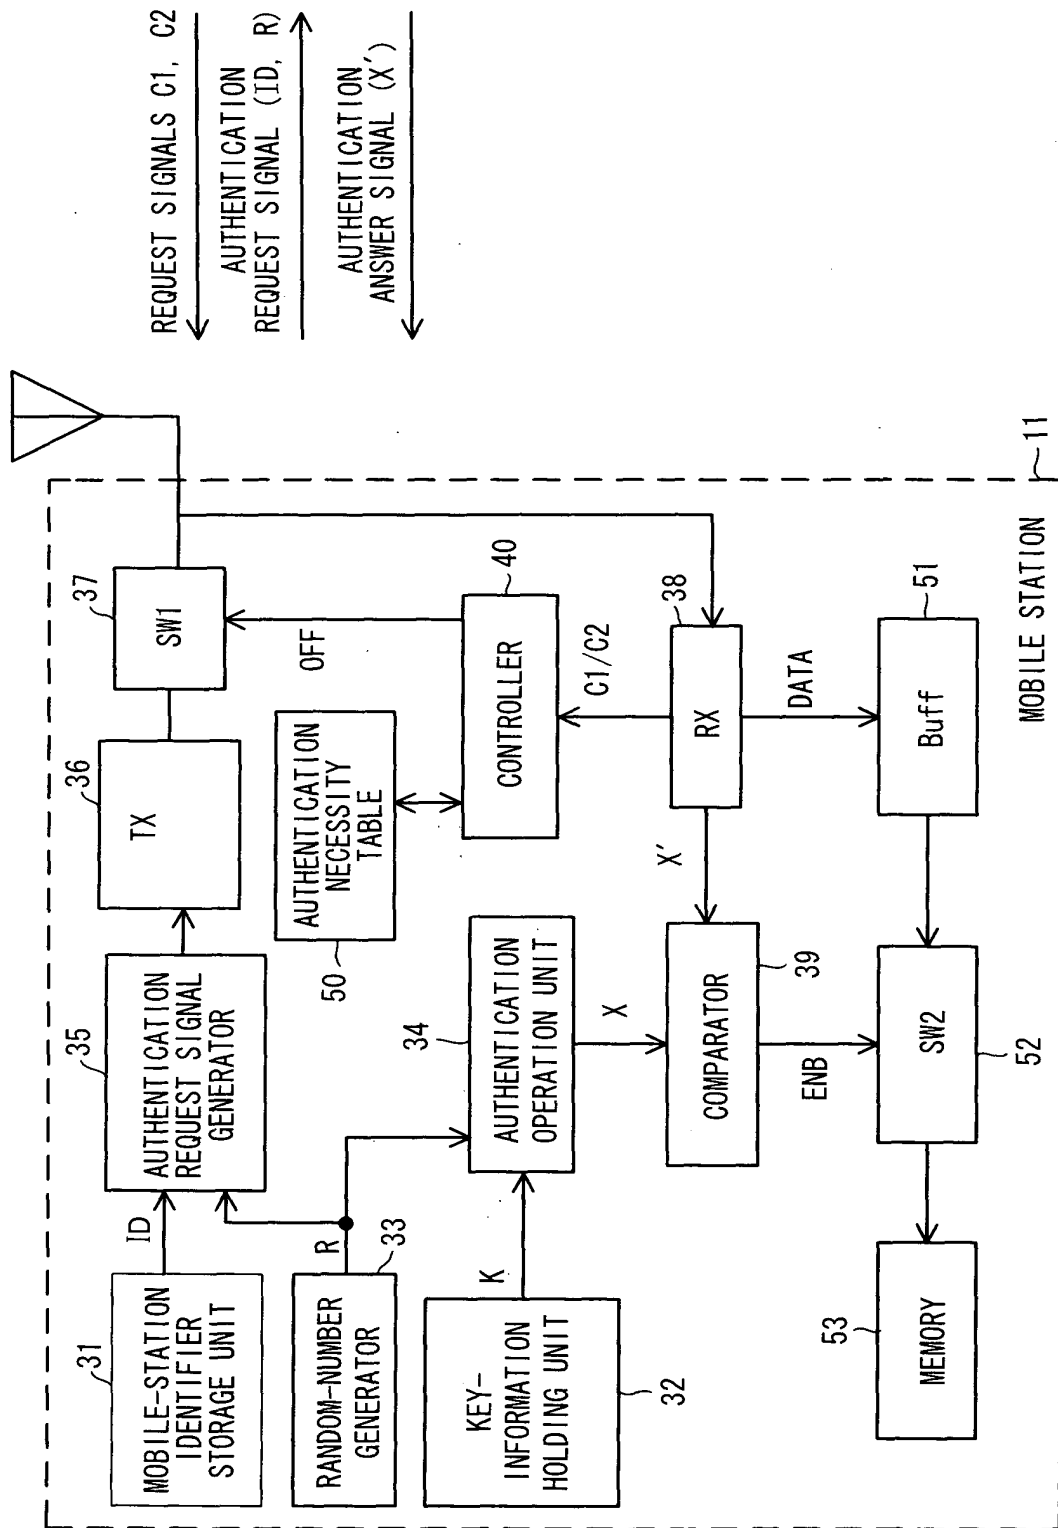 REQUEST SIGNALS C1, C2
AUTHENTICATION
REQUEST SIGNAL (ID, R)
AUTHENTICATION
ANSWER SIGNAL (X′)
31
MOBILE-STATION
IDENTIFIER
STORAGE UNIT
ID
35
AUTHENTICATION
REQUEST SIGNAL
GENERATOR
36
TX
37
SW1
OFF
RANDOM-NUMBER
GENERATOR
33
R
50
AUTHENTICATION
NECESSITY
TABLE
CONTROLLER
40
KEY-
INFORMATION
HOLDING UNIT
32
K
34
AUTHENTICATION
OPERATION UNIT
X
C1/C2
COMPARATOR
39
X′
RX
38
ENB
DATA
53
MEMORY
SW2
52
Buff
51
MOBILE STATION
11